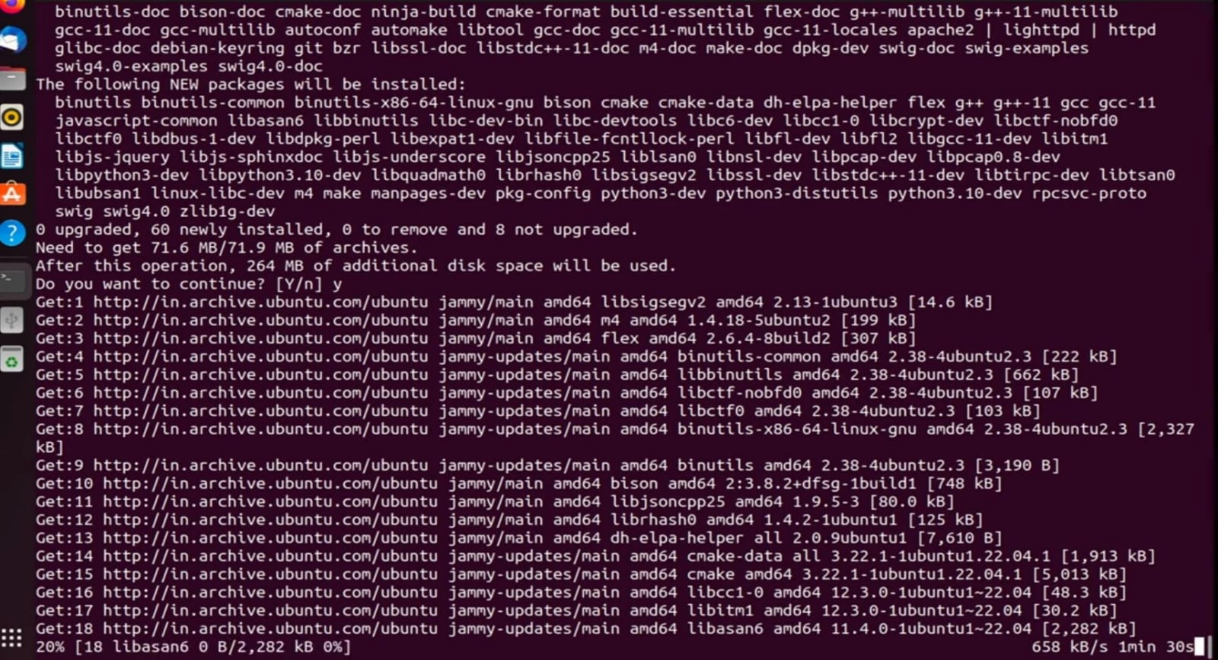 binutils-doc bison-doc cmake-doc ninja-build cmake-format build-essential flex-doc g++-multilib g++-11-multilib
gcc-11-doc gcc-multilib autoconf automake libtool gcc-doc gcc-11-multilib gcc-11-locales apache2 | lighttpd | httpd
glibc-doc debian-keyring git bzr libssl-doc libstdc++-11-doc m4-doc make-doc dpkg-dev swig-doc swig-examples
swig4.0-examples swig4.0-doc
The following NEW packages will be installed:
binutils binutils-common binutils-x86-64-linux-gnu bison cmake cmake-data dh-elpa-helper flex g++ g++-11 gcc gcc-11
javascript-common libasan6 libbinutils libc-dev-bin libc-devtools libc6-dev libcc1-0 libcrypt-dev libctf-nobfd0
libctf0 libdbus-1-dev libdpkg-perl libexpat1-dev libfile-fcntllock-perl libfl-dev libfl2 libgcc-11-dev libitm1
libjs-jquery libjs-sphinxdoc libjs-underscore libjsoncpp25 liblsan0 libnsl-dev libpcap-dev libpcap0.8-dev
libpython3-dev libpython3.10-dev libquadmath0 librhash0 libsigsegv2 libssl-dev libstdc++-11-dev libtirpc-dev libtsan0
libubsan1 linux-libc-dev m4 make manpages-dev pkg-config python3-dev python3-distutils python3.10-dev rpcsvc-proto
swig swig4.0 zlib1g-dev
0 upgraded, 60 newly installed, 0 to remove and 8 not upgraded.
Need to get 71.6 MB/71.9 MB of archives.
After this operation, 264 MB of additional disk space will be used.
Do you want to continue? [Y/n] y
Get:1 http://in.archive.ubuntu.com/ubuntu jammy/main amd64 libsigsegv2 amd64 2.13-1ubuntu3 [14.6 kB]
Get:2 http://in.archive.ubuntu.com/ubuntu jammy/main amd64 m4 amd64 1.4.18-5ubuntu2 [199 kB]
Get:3 http://in.archive.ubuntu.com/ubuntu jammy/main amd64 flex amd64 2.6.4-8build2 [307 kB]
Get:4 http://in.archive.ubuntu.com/ubuntu jammy-updates/main amd64 binutils-common amd64 2.38-4ubuntu2.3 [222 kB]
Get:5 http://in.archive.ubuntu.com/ubuntu jammy-updates/main amd64 libbinutils amd64 2.38-4ubuntu2.3 [662 kB]
Get:6 http://in.archive.ubuntu.com/ubuntu jammy-updates/main amd64 libctf-nobfd0 amd64 2.38-4ubuntu2.3 [107 kB]
Get:7 http://in.archive.ubuntu.com/ubuntu jammy-updates/main amd64 libctf0 amd64 2.38-4ubuntu2.3 [103 kB]
Get:8 http://in.archive.ubuntu.com/ubuntu jammy-updates/main amd64 binutils-x86-64-linux-gnu amd64 2.38-4ubuntu2.3 [2,327
kB]
Get:9 http://in.archive.ubuntu.com/ubuntu jammy-updates/main amd64 binutils amd64 2.38-4ubuntu2.3 [3,190 B]
Get:10 http://in.archive.ubuntu.com/ubuntu jammy/main amd64 bison amd64 2:3.8.2+dfsg-1build1 [748 kB]
Get:11 http://in.archive.ubuntu.com/ubuntu jammy/main amd64 libjsoncpp25 amd64 1.9.5-3 [80.0 kB]
Get:12 http://in.archive.ubuntu.com/ubuntu jammy/main amd64 librhash0 amd64 1.4.2-1ubuntu1 [125 kB]
Get:13 http://in.archive.ubuntu.com/ubuntu jammy/main amd64 dh-elpa-helper all 2.0.9ubuntu1 [7,610 B]
Get:14 http://in.archive.ubuntu.com/ubuntu jammy-updates/main amd64 cmake-data all 3.22.1-1ubuntu1.22.04.1 [1,913 kB]
Get:15 http://in.archive.ubuntu.com/ubuntu jammy-updates/main amd64 cmake amd64 3.22.1-1ubuntu1.22.04.1 [5,013 kB]
Get:16 http://in.archive.ubuntu.com/ubuntu jammy-updates/main amd64 libcc1-0 amd64 12.3.0-1ubuntu1~22.04 [48.3 kB]
Get:17 http://in.archive.ubuntu.com/ubuntu jammy-updates/main amd64 libitm1 amd64 12.3.0-1ubuntu1~22.04 [30.2 kB]
Get:18 http://in.archive.ubuntu.com/ubuntu jammy-updates/main amd64 libasan6 amd64 11.4.0-1ubuntu1~22.04 [2,282 kB]
20% [18 libasan6 0 B/2,282 kB 0%] 658 kB/s 1min 30s